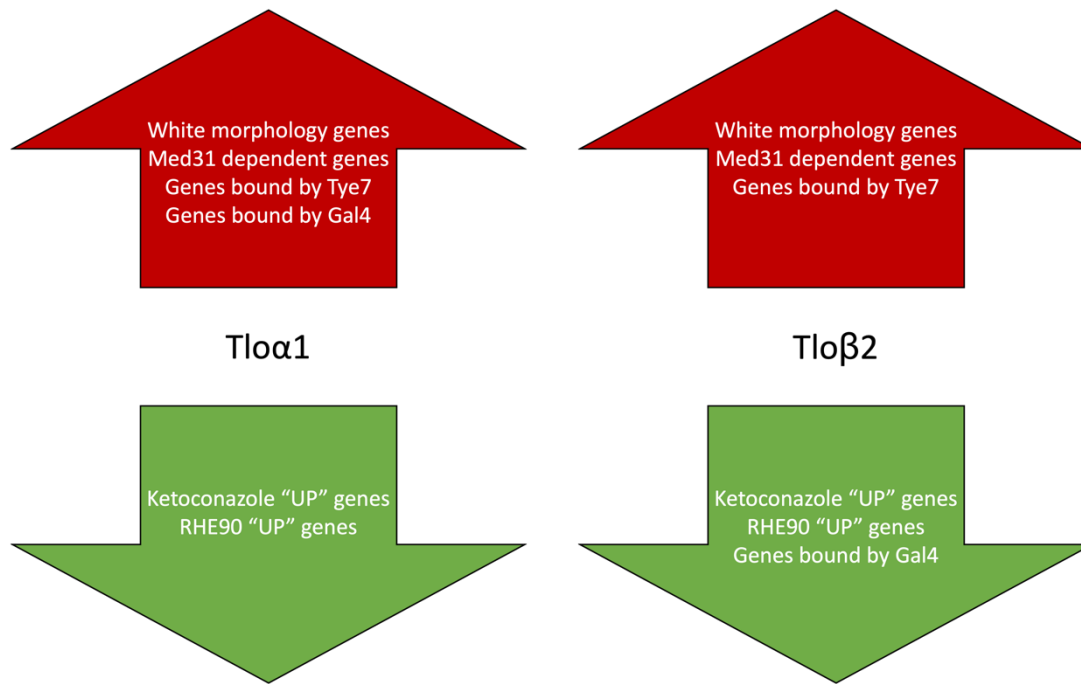 White morphology genes
Med31 dependent genes
Genes bound by Tye7
Genes bound by Gal4
White morphology genes
Med31 dependent genes
Genes bound by Tye7
Tloα1
Tloβ2
Ketoconazole “UP” genes
RHE90 “UP” genes
Ketoconazole “UP” genes
RHE90 “UP” genes
Genes bound by Gal4